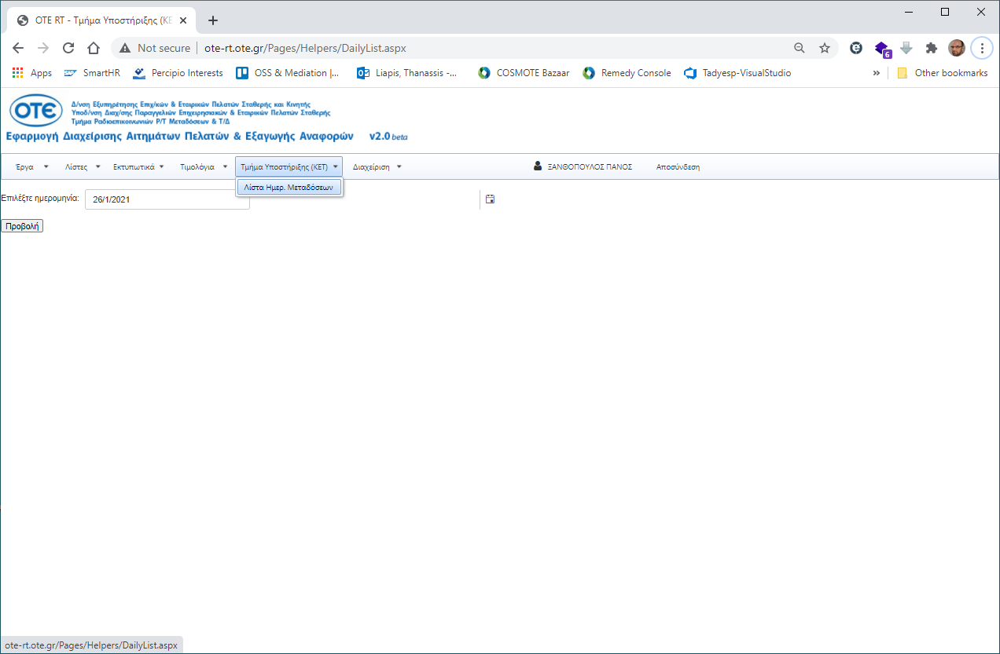 OTE RT - Τμήμα Υποστήριξης (ΚΕ
Not secure
ote-rt.ote.gr/Pages/Helpers/DailyList.aspx
6
Apps
SmartHR
Percipio Interests
OSS & Mediation |...
Liapis, Thanassis -...
COSMOTE Bazaar
Remedy Console
Tadyesp-VisualStudio
»
Other bookmarks
ΟΤΕ
Δ/νση Εξυπηρέτησης Επιχ/κών & Εταιρικών Πελατών Σταθερής και Κινητής
Υποδ/νση Διαχ/σης Παραγγελιών Επιχειρησιακών & Εταιρικών Πελατών Σταθερής
Τμήμα Ραδιοεπικοινωνιών Ρ/Τ Μεταδόσεων & Τ/Δ
Εφαρμογή Διαχείρισης Αιτημάτων Πελατών & Εξαγωγής Αναφορών v2.0 beta
Έργα
Λίστες
Εκτυπωτικά
Τιμολόγια
Τμήμα Υποστήριξης (ΚΕΤ)
Διαχείριση
ΞΑΝΘΟΠΟΥΛΟΣ ΠΑΝΟΣ
Αποσύνδεση
Λίστα Ημερ. Μεταδόσεων
Επιλέξτε ημερομηνία:
26/1/2021
Προβολή
ote-rt.ote.gr/Pages/Helpers/DailyList.aspx